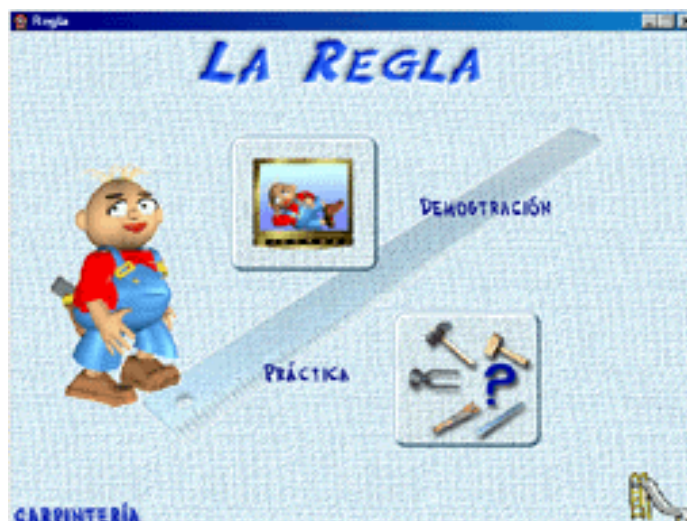 Regla
LA REGLA
DEMOSTRACIÓN
PRÁCTICA
?
CARPINTERÍA